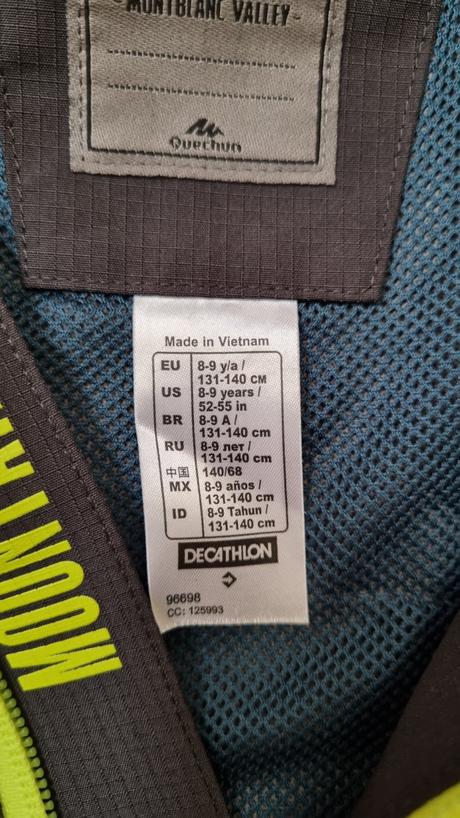 - MONTBLANC VALLEY -
Quechua
Made in Vietnam
EU 8-9 y/a /
131-140 CM
US 8-9 years /
52-55 in
BR 8-9 A /
131-140 cm
RU 8-9 лет /
131-140 cm
中国 140/68
MX 8-9 años /
131-140 cm
ID 8-9 Tahun /
131-140 cm
DECATHLON
96698
CC: 125993